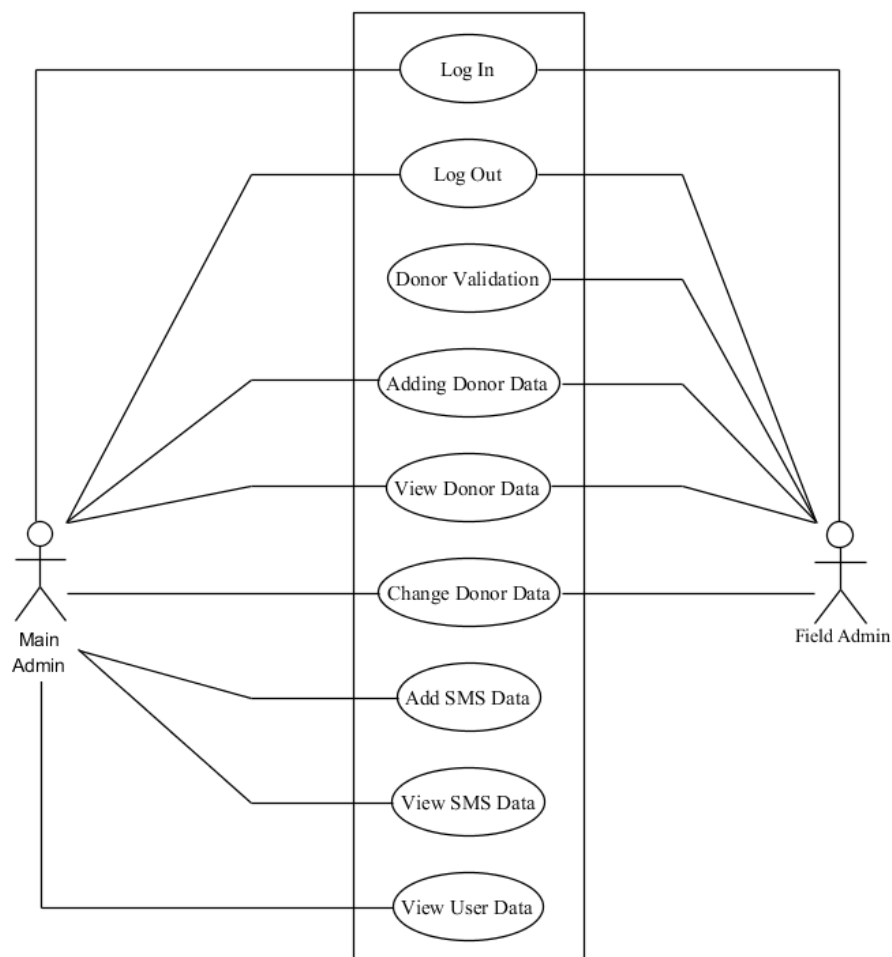 Log In
Log Out
Donor Validation
Adding Donor Data
View Donor Data
Change Donor Data
Main
Admin
Field Admin
Add SMS Data
View SMS Data
View User Data